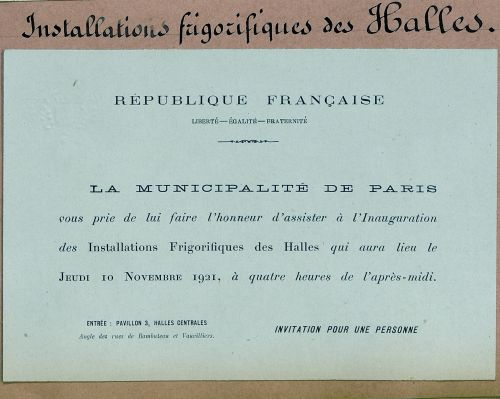 Installations frigorifiques des Halles.
RÉPUBLIQUE FRANÇAISE
LIBERTÉ—ÉGALITÉ—FRATERNITÉ
LA MUNICIPALITÉ DE PARIS
vous prie de lui faire l'honneur d'assister à l'Inauguration
des Installations Frigorifiques des Halles qui aura lieu le
JEUDI 10 NOVEMBRE 1921, à quatre heures de l'après-midi.
ENTRÉE : PAVILLON 3, HALLES CENTRALES
Angle des rues de Rambuteau et Vauvilliers.
INVITATION POUR UNE PERSONNE